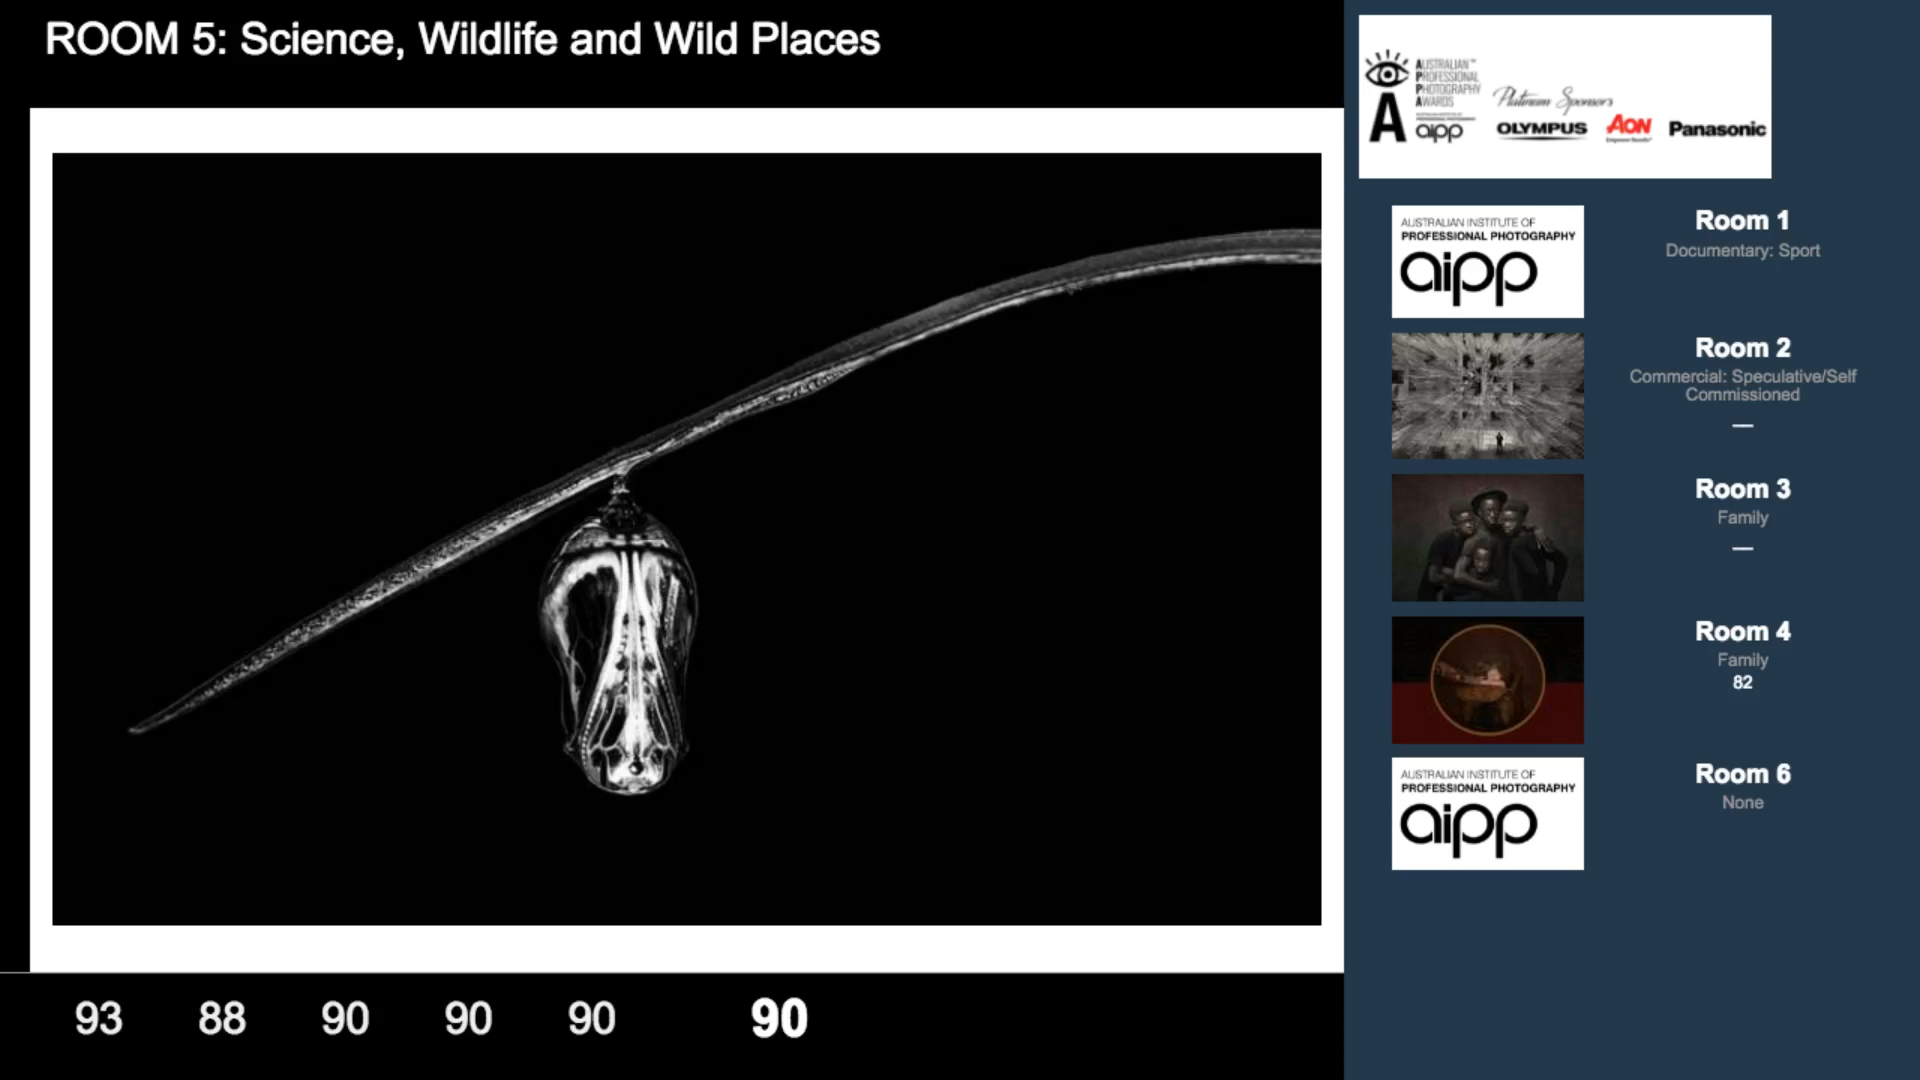 ROOM 5: Science, Wildlife and Wild Places
93 88 90 90 90 90
AUSTRALIAN™
PROFESSIONAL
PHOTOGRAPHY
AWARDS
A
aipp
Platinum Sponsors
OLYMPUS AON Panasonic
AUSTRALIAN INSTITUTE OF
PROFESSIONAL PHOTOGRAPHY
aipp
Room 1
Documentary: Sport
Room 2
Commercial: Speculative/Self
Commissioned
—
Room 3
Family
—
Room 4
Family
82
AUSTRALIAN INSTITUTE OF
PROFESSIONAL PHOTOGRAPHY
aipp
Room 6
None